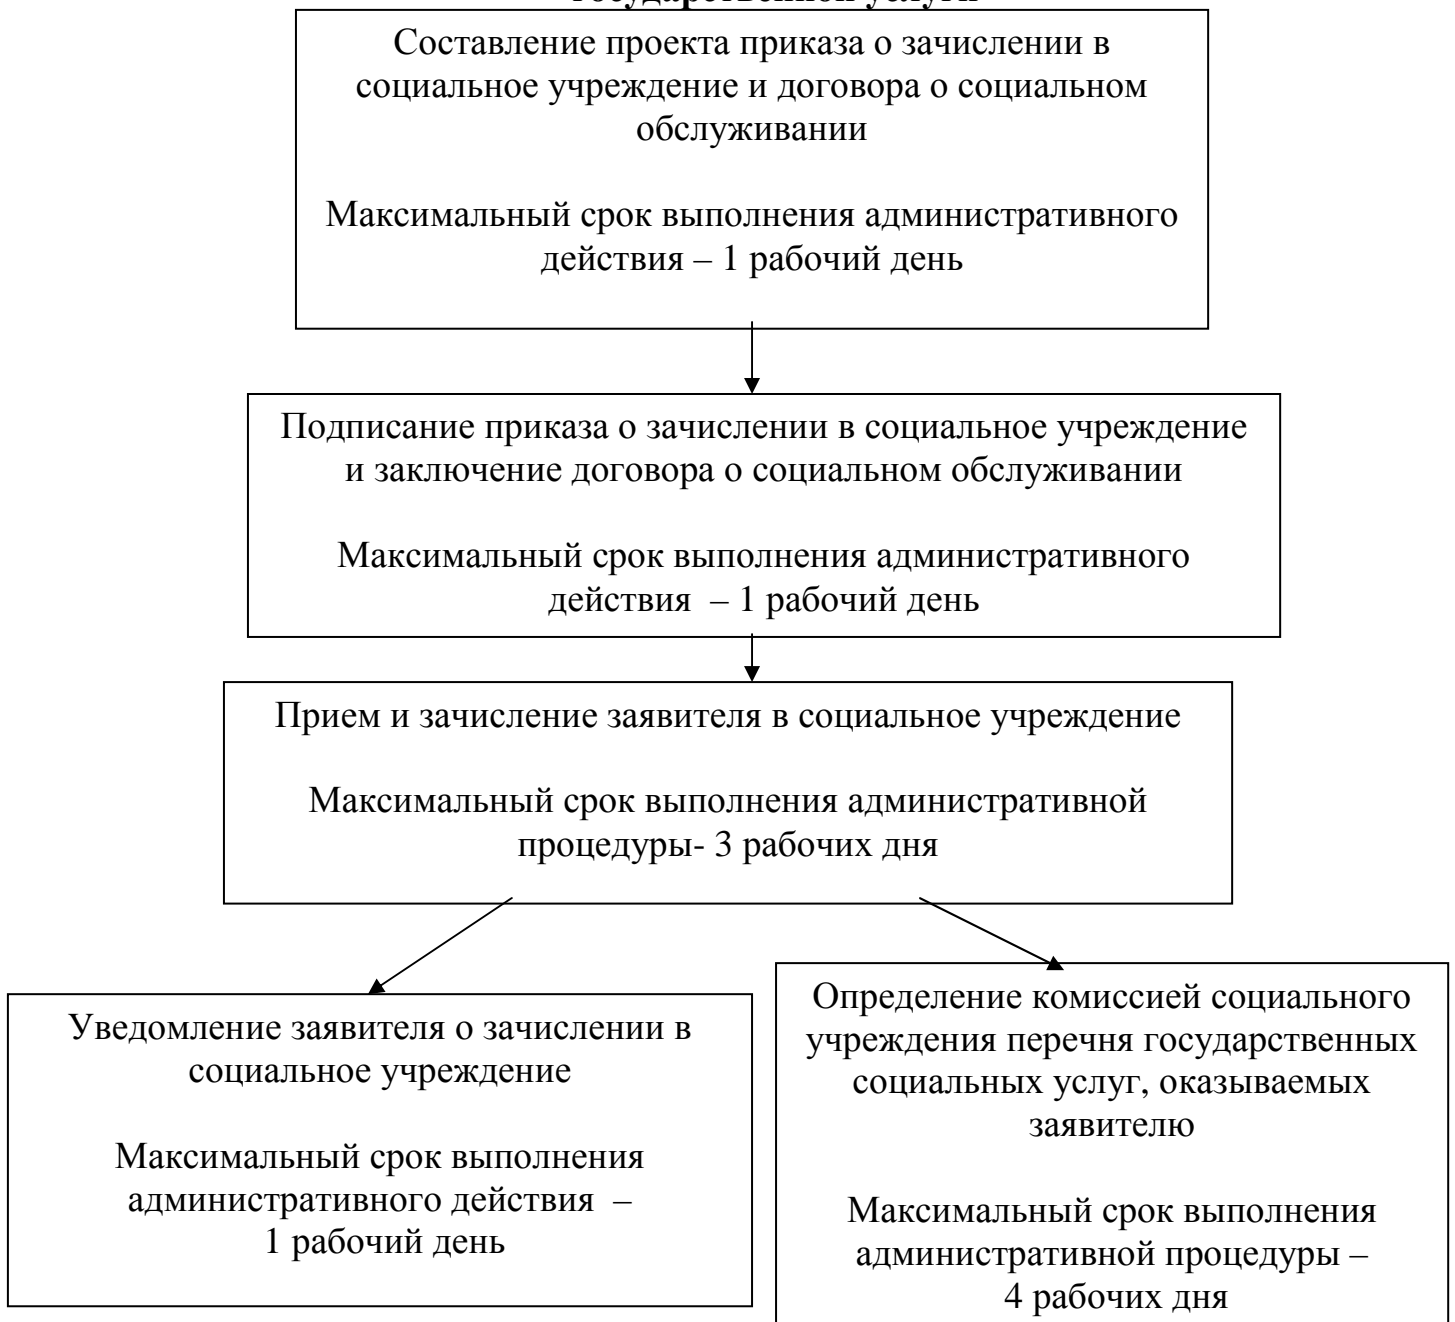 государственной услуги
Составление проекта приказа о зачислении в
социальное учреждение и договора о социальном
обслуживании
Максимальный срок выполнения административного
действия – 1 рабочий день
Подписание приказа о зачислении в социальное учреждение
и заключение договора о социальном обслуживании
Максимальный срок выполнения административного
действия – 1 рабочий день
Прием и зачисление заявителя в социальное учреждение
Максимальный срок выполнения административной
процедуры- 3 рабочих дня
Уведомление заявителя о зачислении в
социальное учреждение
Максимальный срок выполнения
административного действия –
1 рабочий день
Определение комиссией социального
учреждения перечня государственных
социальных услуг, оказываемых
заявителю
Максимальный срок выполнения
административной процедуры –
4 рабочих дня